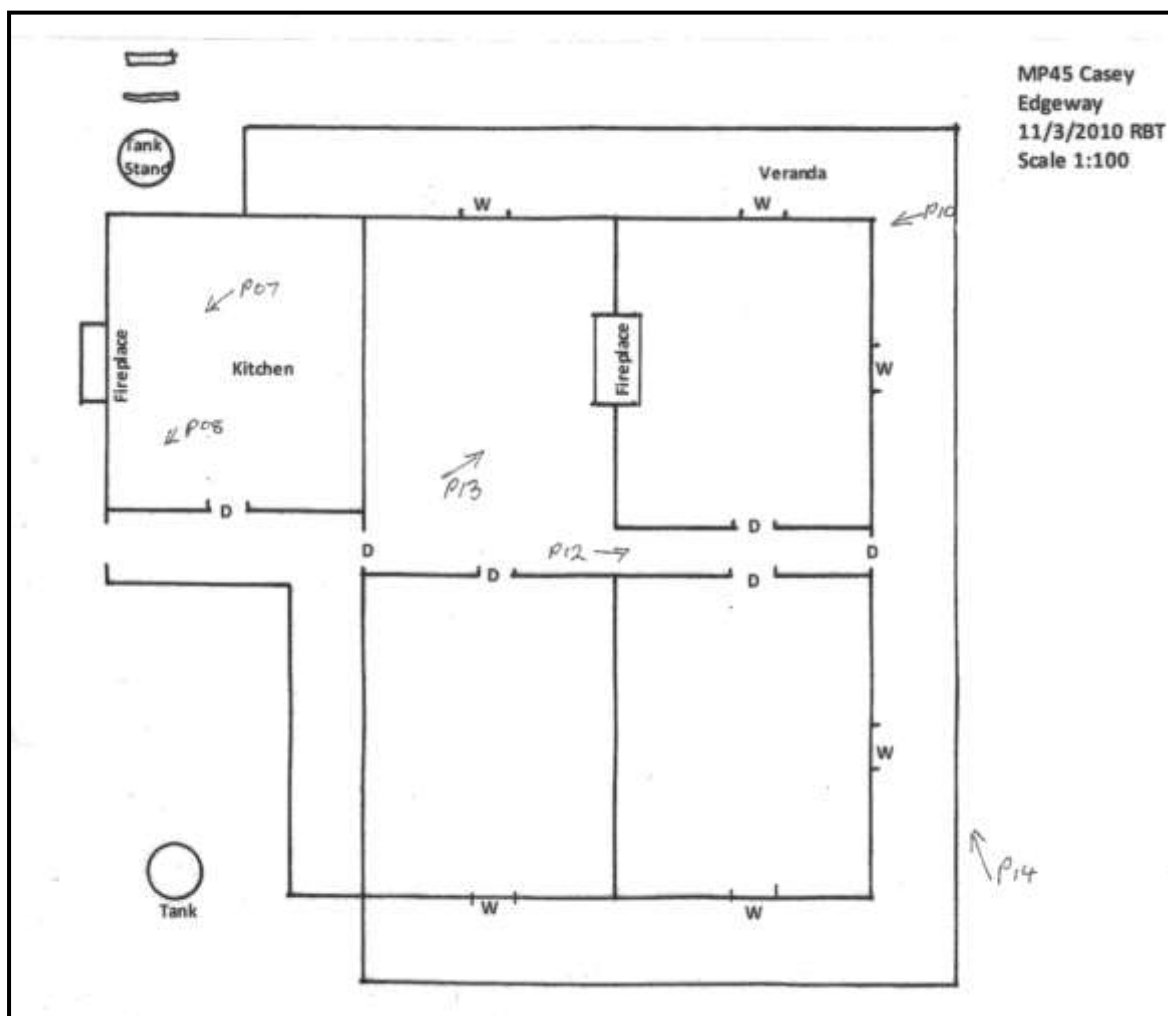 MP45 Casey
Edgeway
11/3/2010 RBT
Scale 1:100
Tank
Stand
Veranda
W
W
P10
P07
Fireplace
Kitchen
Fireplace
W
P08
P13
D
D
D
P12
D
D
D
W
P14
Tank
W
W